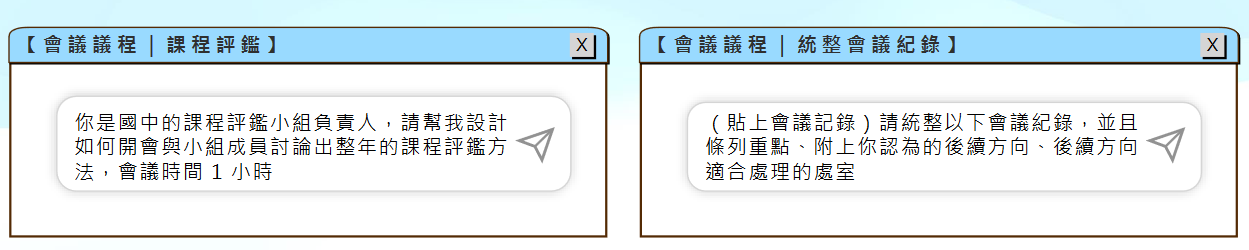 【會議議程｜課程評鑑】
X
你是國中的課程評鑑小組負責人，請幫我設計
如何開會與小組成員討論出整年的課程評鑑方
法，會議時間 1 小時
【會議議程｜統整會議紀錄】
X
（貼上會議記錄）請統整以下會議紀錄，並且
條列重點、附上你認為的後續方向、後續方向
適合處理的處室